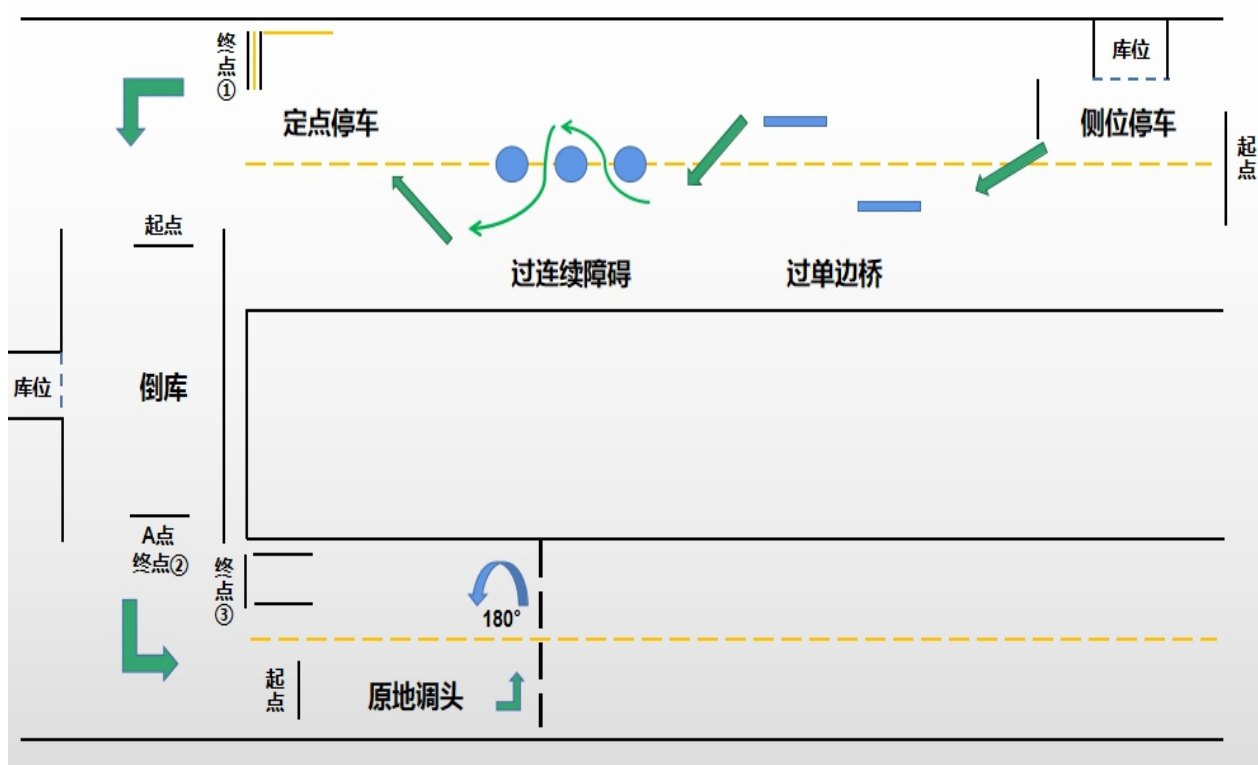 终点①
库位
定点停车
侧位停车
起点
起点
过连续障碍
过单边桥
库位
倒库
A点
终点②
终点③
180°
起点
原地调头